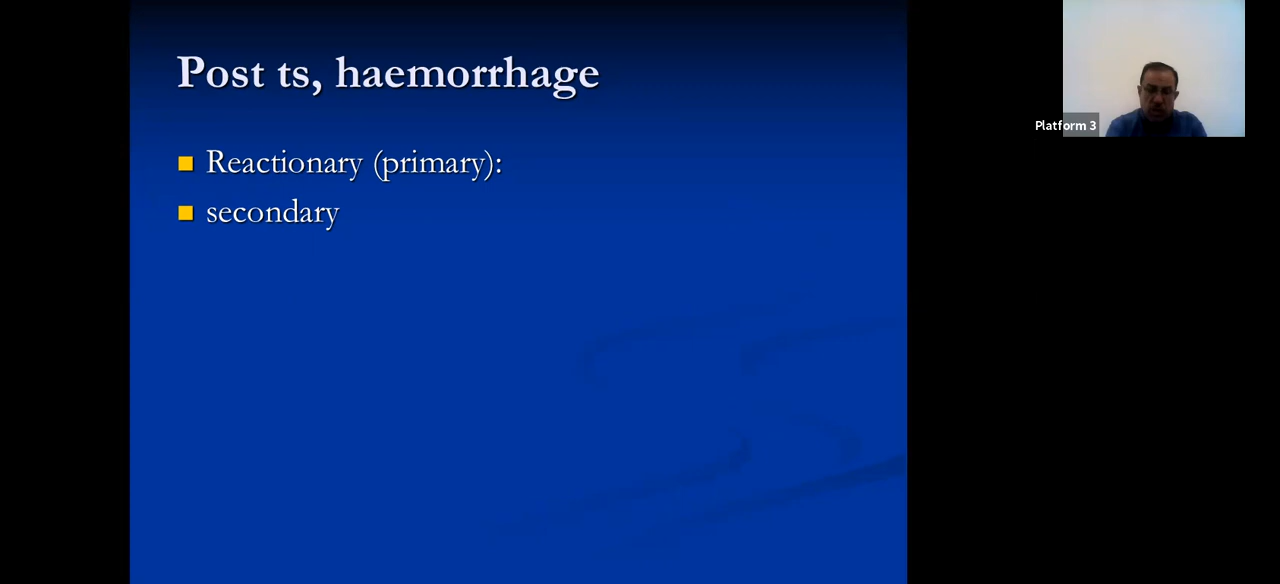 Post ts, haemorrhage
Reactionary (primary):
secondary
Platform 3